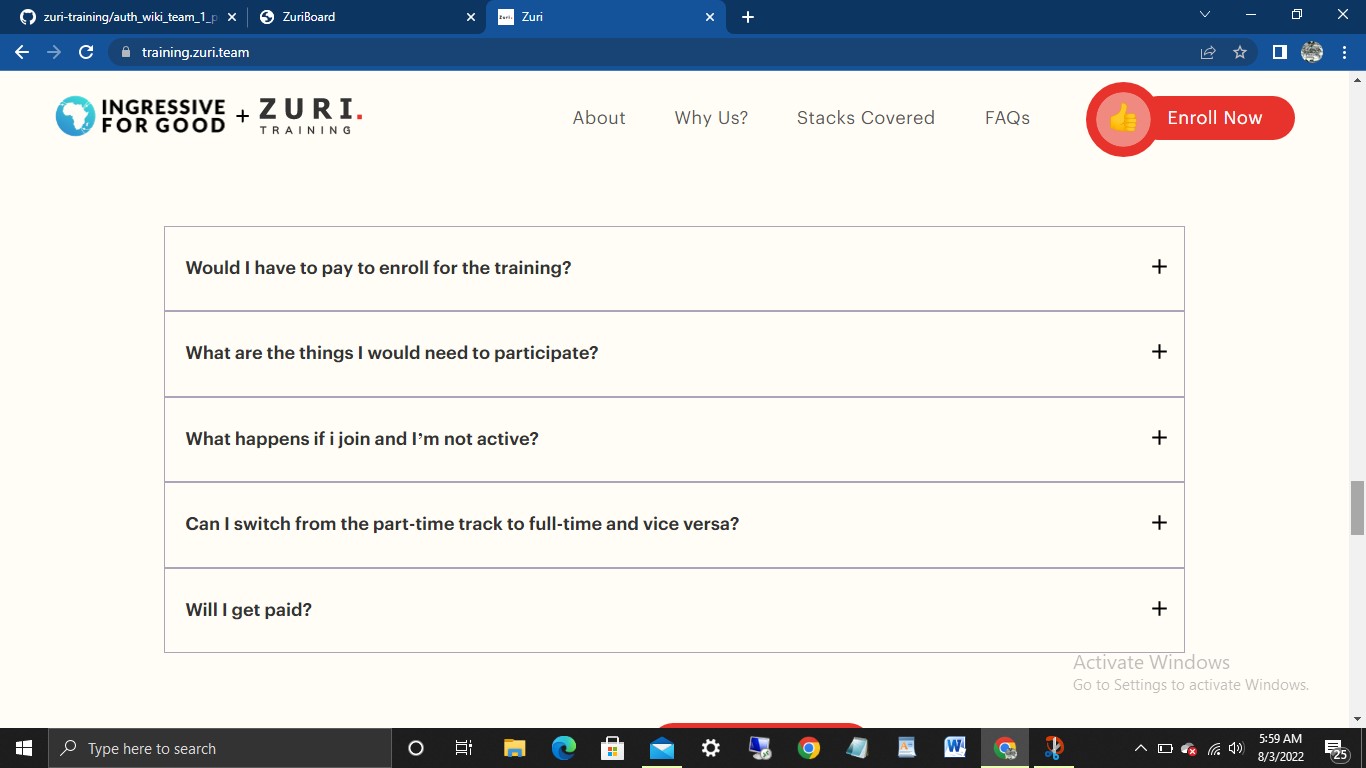 zuri-training/auth_wiki_team_1_p
ZuriBoard
Zuri.
Zuri
training.zuri.team
INGRESSIVE
FOR GOOD
+
ZURI.
TRAINING
About
Why Us?
Stacks Covered
FAQs
Enroll Now
Would I have to pay to enroll for the training?
What are the things I would need to participate?
What happens if i join and I’m not active?
Can I switch from the part-time track to full-time and vice versa?
Will I get paid?
Activate Windows
Go to Settings to activate Windows.
Type here to search
5:59 AM
8/3/2022
25